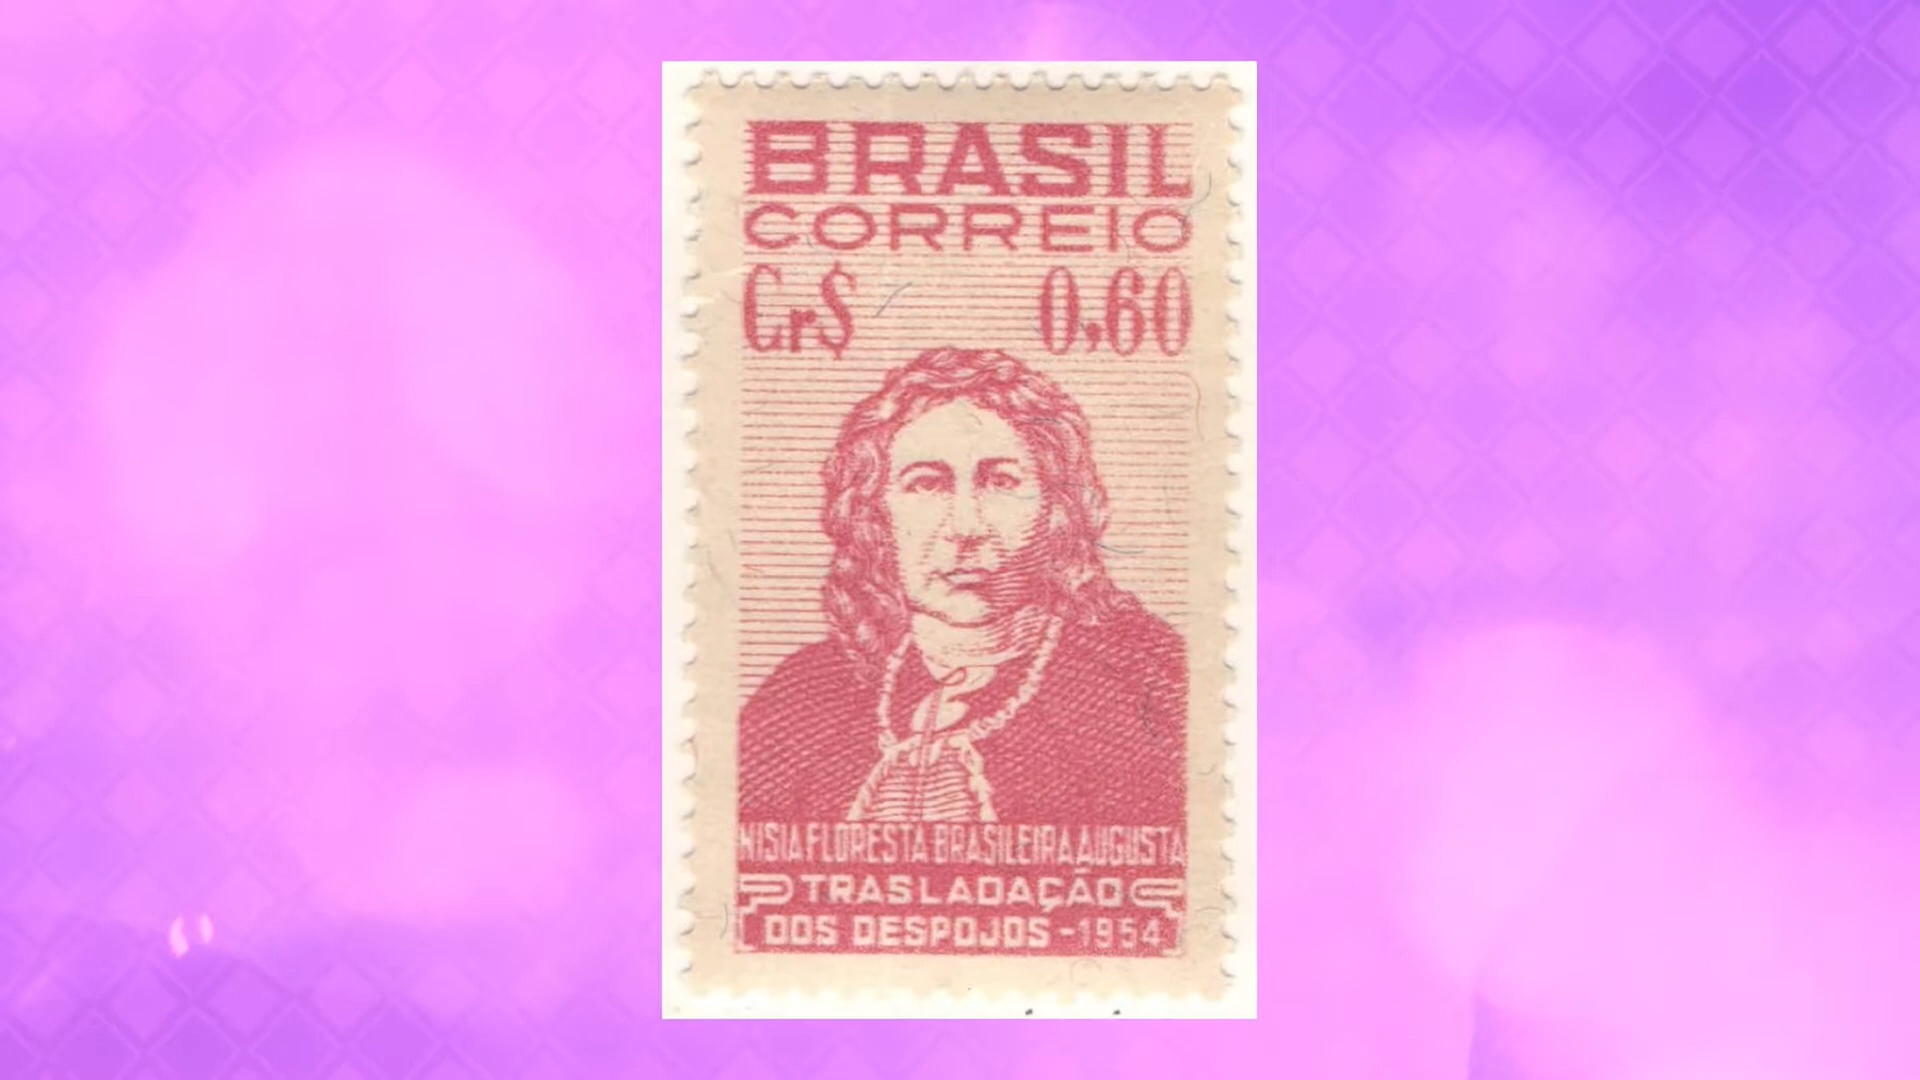 BRASIL
CORREIO
Cr$ 0,60
NISIA FLORESTA BRASILEIRA AUGUSTA
TRASLADAÇÃO
DOS DESPOJOS - 1954